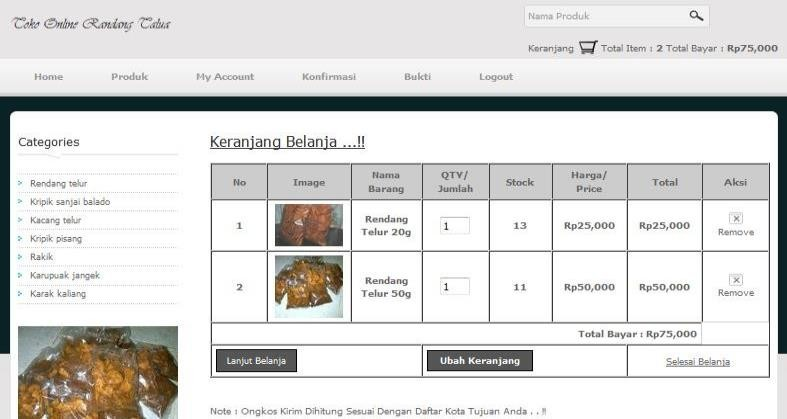 Toko Online Randang Talua
Nama Produk
Keranjang Total Item : 2 Total Bayar : Rp75,000
Home Produk My Account Konfirmasi Bukti Logout
Categories
Rendang telur
Kripik sanjai balado
Kacang telur
Kripik pisang
Rakik
Karupuak jangek
Karak kaliang
Keranjang Belanja ...!!
No Image Nama Barang QTY/ Jumlah Stock Harga/ Price Total Aksi
1 Rendang Telur 20g 1 13 Rp25,000 Rp25,000 Remove
2 Rendang Telur 50g 1 11 Rp50,000 Rp50,000 Remove
Total Bayar : Rp75,000
Lanjut Belanja Ubah Keranjang Selesai Belanja
Note : Ongkos Kirim Dihitung Sesuai Dengan Daftar Kota Tujuan Anda . . !!